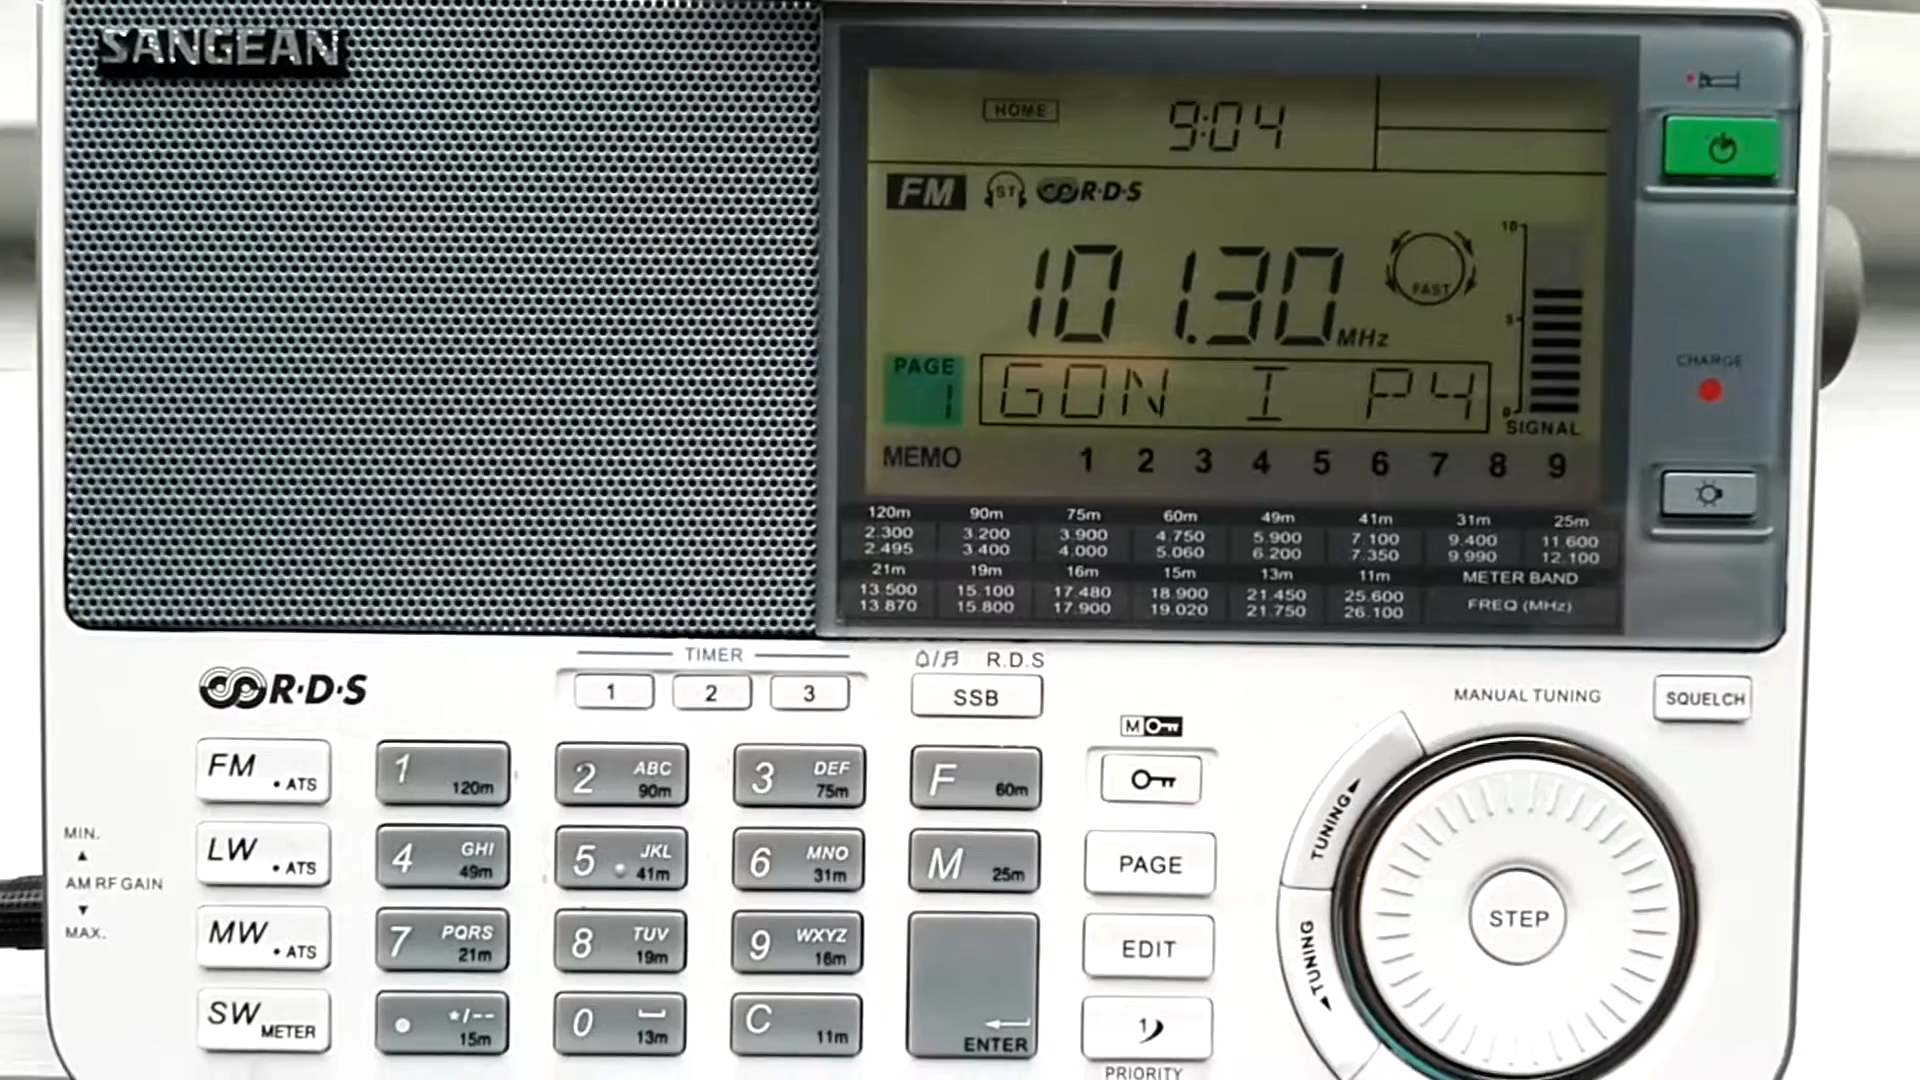 SANGEAN
HOME 9:04
FM ST R·D·S
10
101.30 MHz FAST
5
PAGE
1 GON I P4
0
SIGNAL
MEMO 1 2 3 4 5 6 7 8 9
CHARGE
120m 90m 75m 60m 49m 41m 31m 25m
2.300 3.200 3.900 4.750 5.900 7.100 9.400 11.600
2.495 3.400 4.000 5.060 6.200 7.350 9.990 12.100
21m 19m 16m 15m 13m 11m METER BAND
13.500 15.100 17.480 18.900 21.450 25.600 FREQ (MHz)
13.870 15.800 17.900 19.020 21.750 26.100
R·D·S
TIMER
1 2 3
R.D.S
SSB
MANUAL TUNING
SQUELCH
M
FM • ATS
1 120m
2 ABC 90m
3 DEF 75m
F 60m
TUNING
MIN.
AM RF GAIN
MAX.
LW • ATS
4 GHI 49m
5 JKL 41m
6 MNO 31m
M 25m
PAGE
STEP
MW • ATS
7 PQRS 21m
8 TUV 19m
9 WXYZ 16m
ENTER
EDIT
TUNING
SW METER
• */-- 15m
0 13m
C 11m
1
PRIORITY